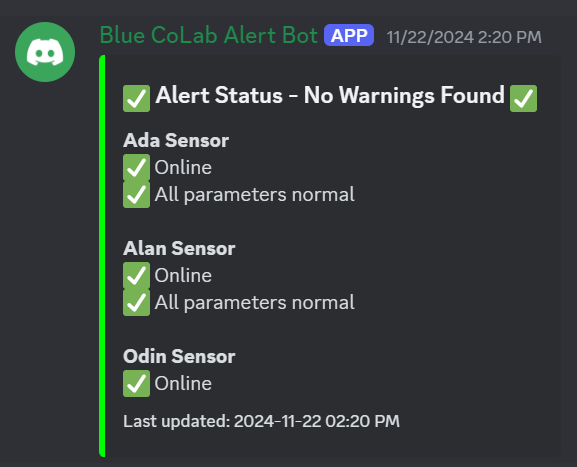 Blue CoLab Alert Bot APP 11/22/2024 2:20 PM
✅ Alert Status - No Warnings Found ✅
Ada Sensor
✅ Online
✅ All parameters normal
Alan Sensor
✅ Online
✅ All parameters normal
Odin Sensor
✅ Online
Last updated: 2024-11-22 02:20 PM